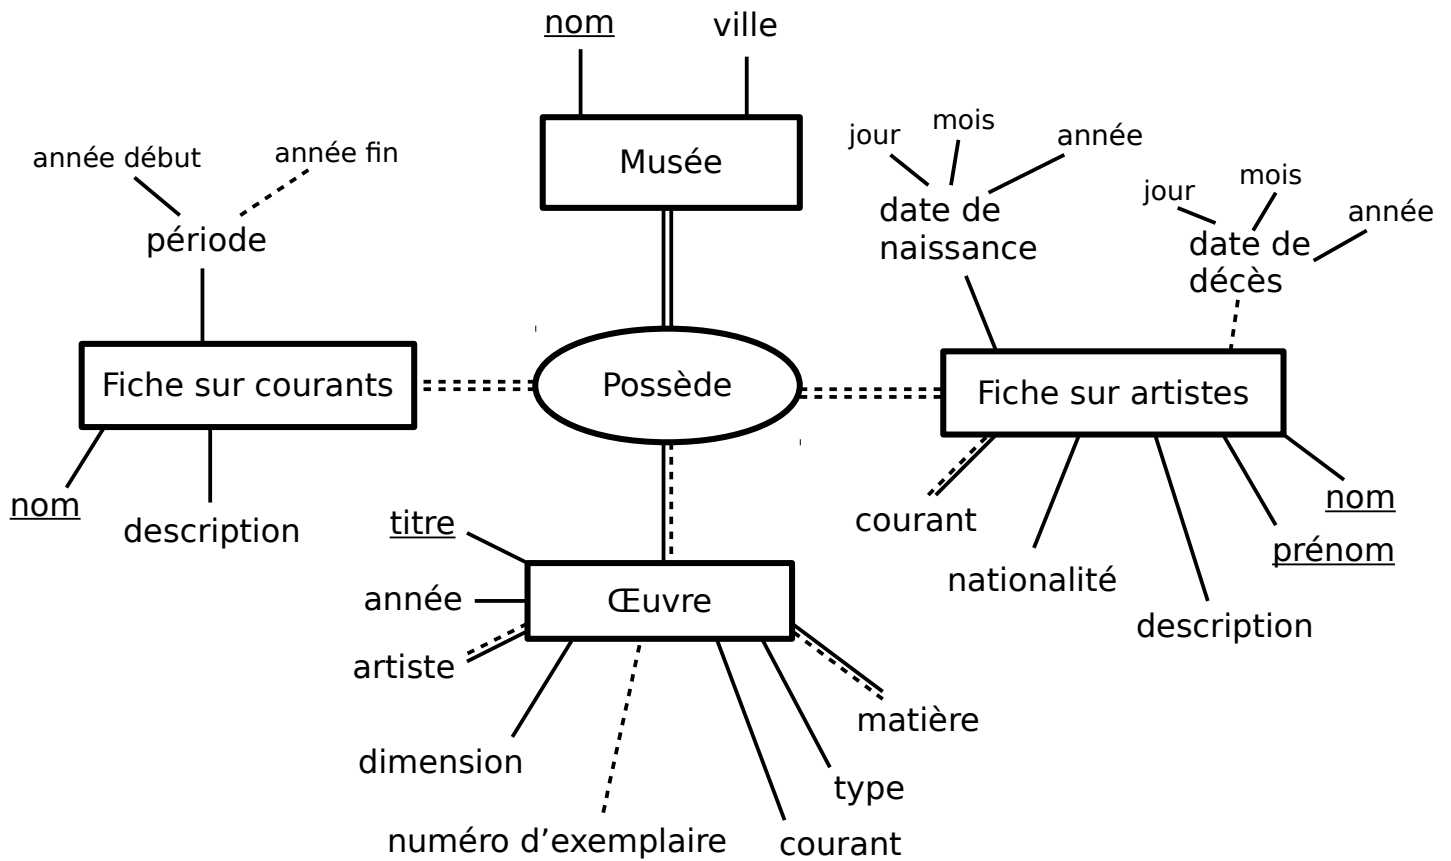 nom
ville
Musée
jour
mois
année
année début
année fin
période
date de
naissance
jour
mois
année
date de
décès
Fiche sur courants
Possède
Fiche sur artistes
nom
description
courant
nationalité
description
prénom
nom
titre
année
artiste
Œuvre
dimension
numéro d’exemplaire
courant
type
matière